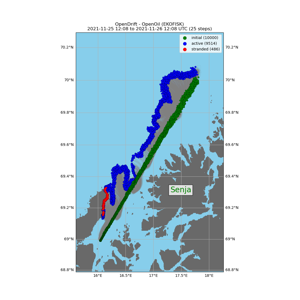 OpenDrift - OpenOil (EKOFISK)
2021-11-25 12:08 to 2021-11-26 12:08 UTC (25 steps)
initial (10000)
active (9514)
stranded (486)
70.2°N
70.2°N
70°N
70°N
69.8°N
69.8°N
69.6°N
69.6°N
69.4°N
69.4°N
Senja
69.2°N
69.2°N
69°N
69°N
68.8°N
68.8°N
16°E
16.5°E
17°E
17.5°E
18°E